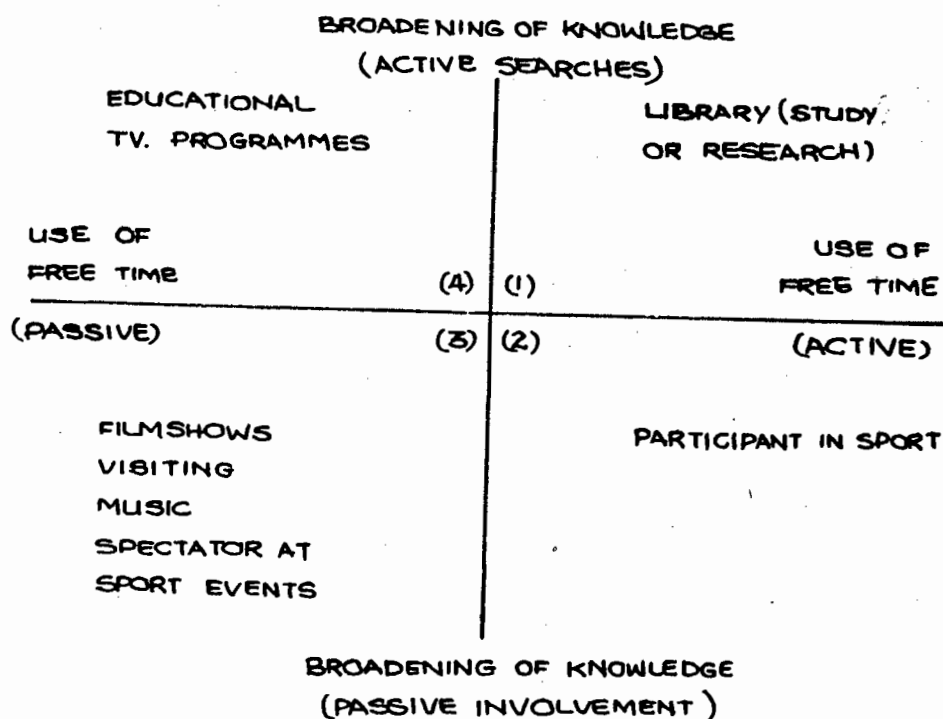 BROADENING OF KNOWLEDGE
(ACTIVE SEARCHES)
EDUCATIONAL
TV. PROGRAMMES
LIBRARY (STUDY
OR RESEARCH)
USE OF
FREE TIME
(4)
(1)
USE OF
FREE TIME
(PASSIVE)
(3)
(2)
(ACTIVE)
FILMSHOWS
VISITING
MUSIC
SPECTATOR AT
SPORT EVENTS
PARTICIPANT IN SPORT
BROADENING OF KNOWLEDGE
(PASSIVE INVOLVEMENT)